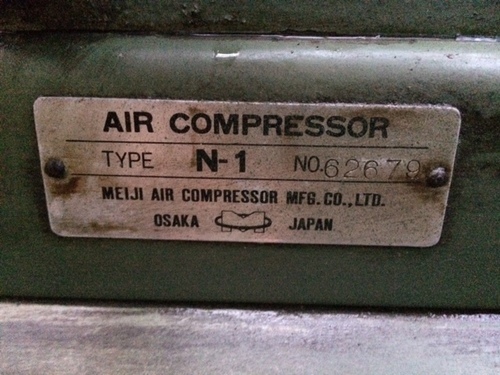 AIR COMPRESSOR
TYPE N-1 NO. 62679
MEIJI AIR COMPRESSOR MFG. CO., LTD.
OSAKA JAPAN